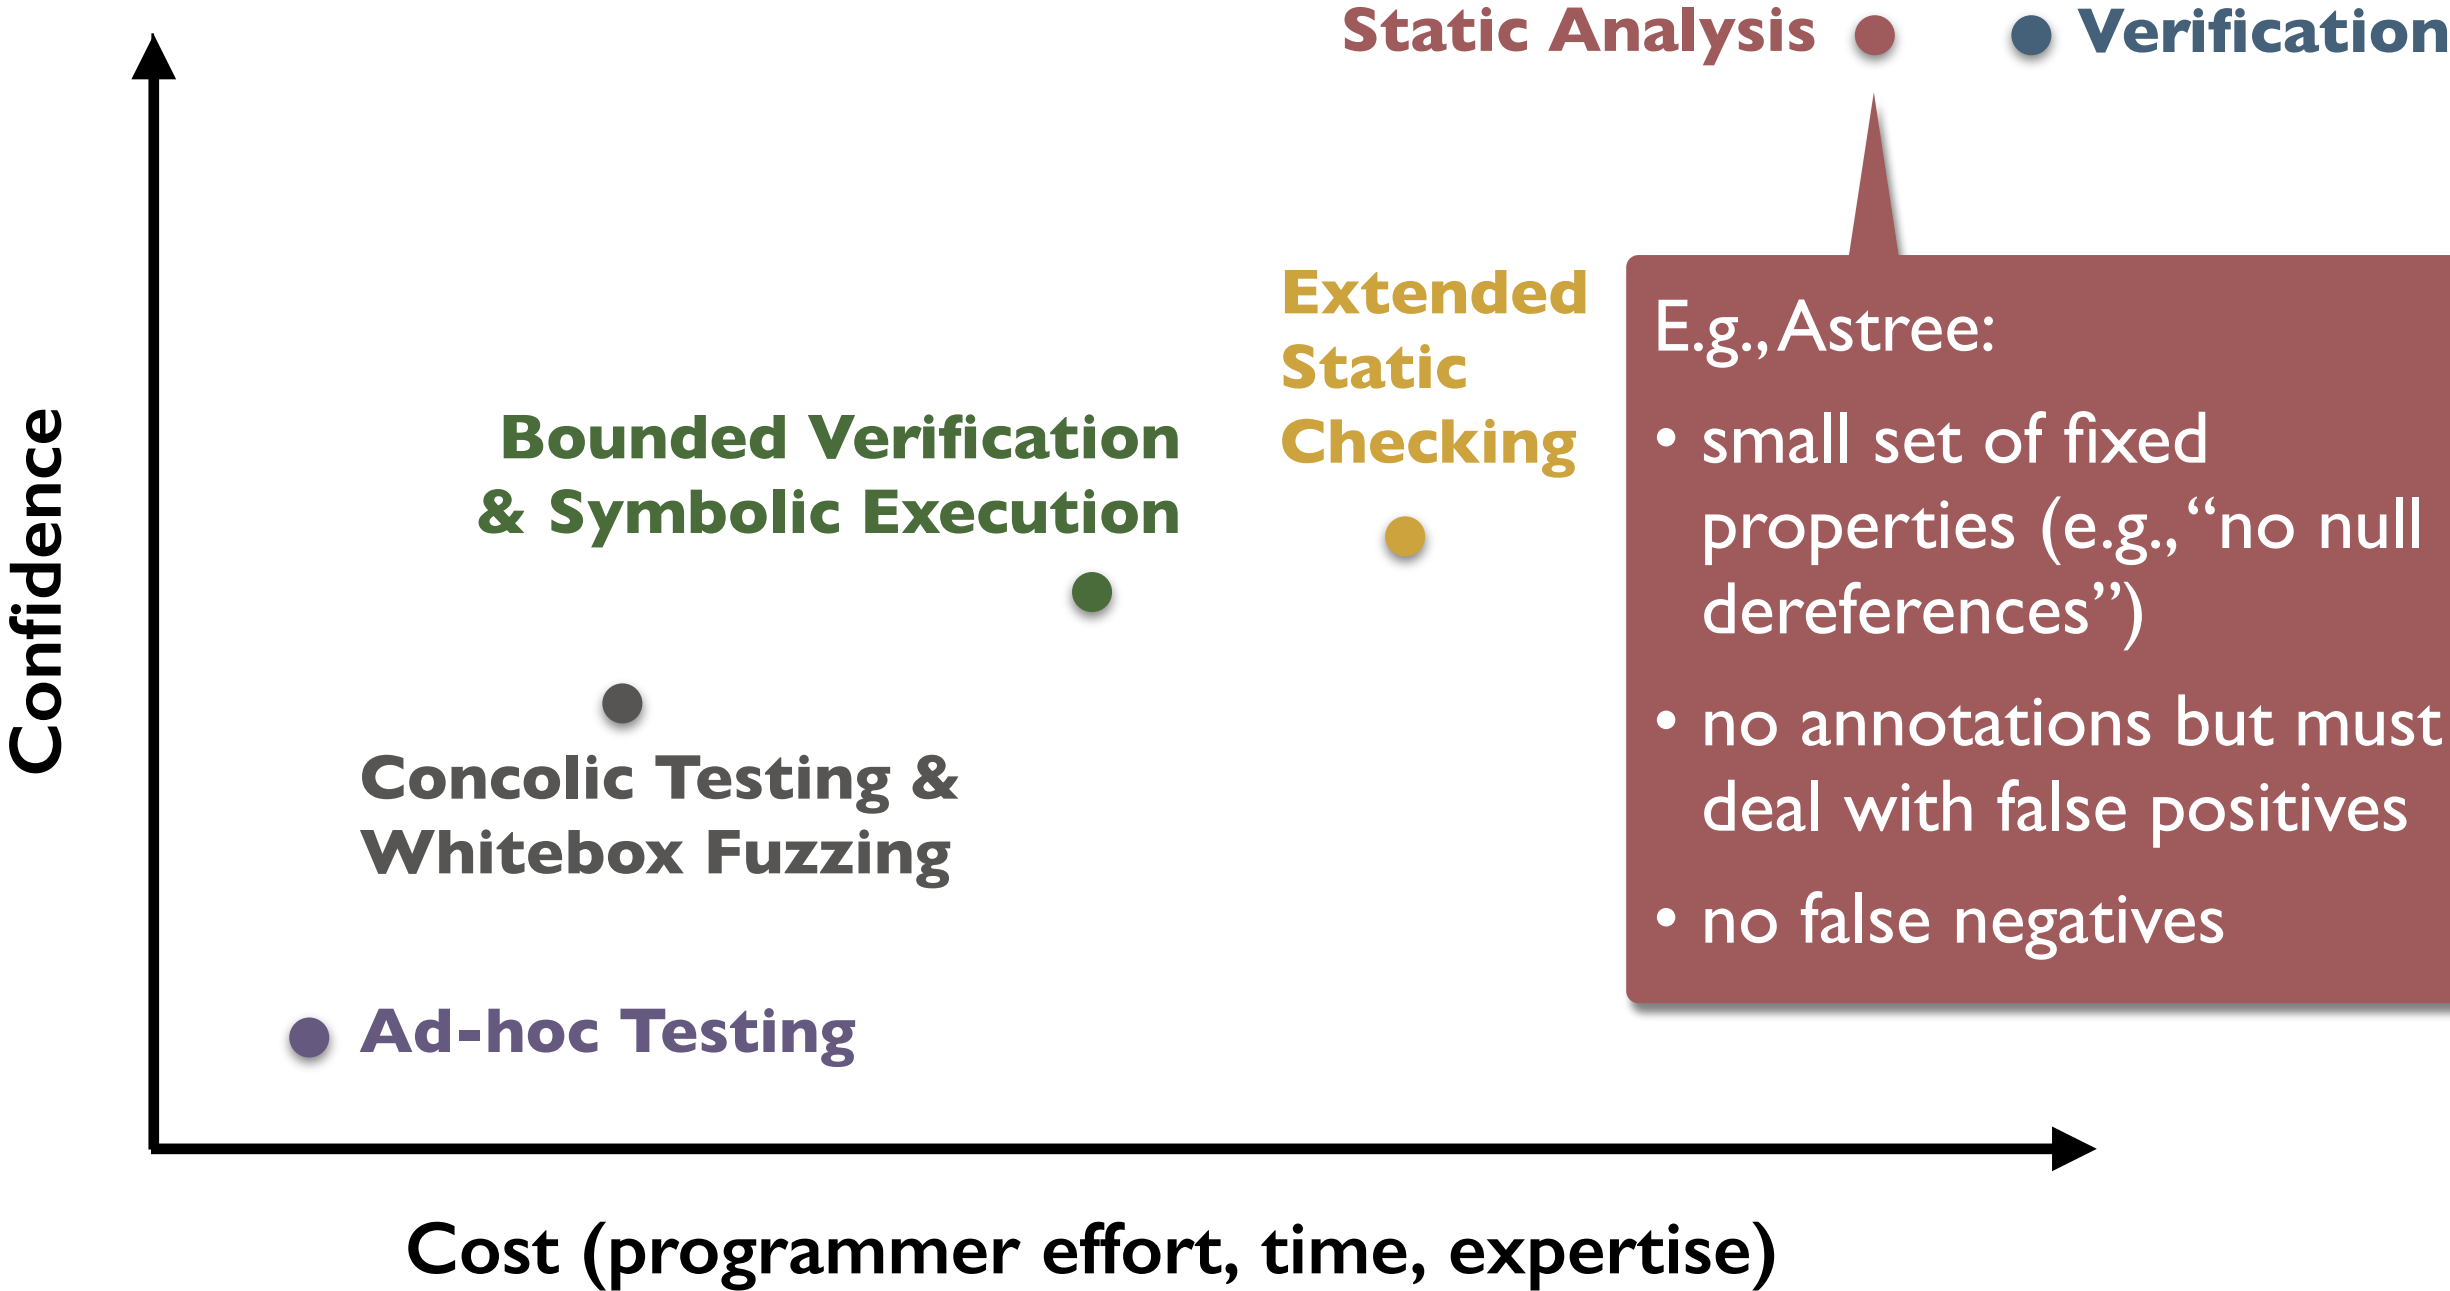 Static Analysis
Verification
Extended
Static
Checking
E.g., Astree:
• small set of fixed
properties (e.g., “no null
dereferences”)
• no annotations but must
deal with false positives
• no false negatives
Bounded Verification
& Symbolic Execution
Confidence
Concolic Testing &
Whitebox Fuzzing
Ad-hoc Testing
Cost (programmer effort, time, expertise)